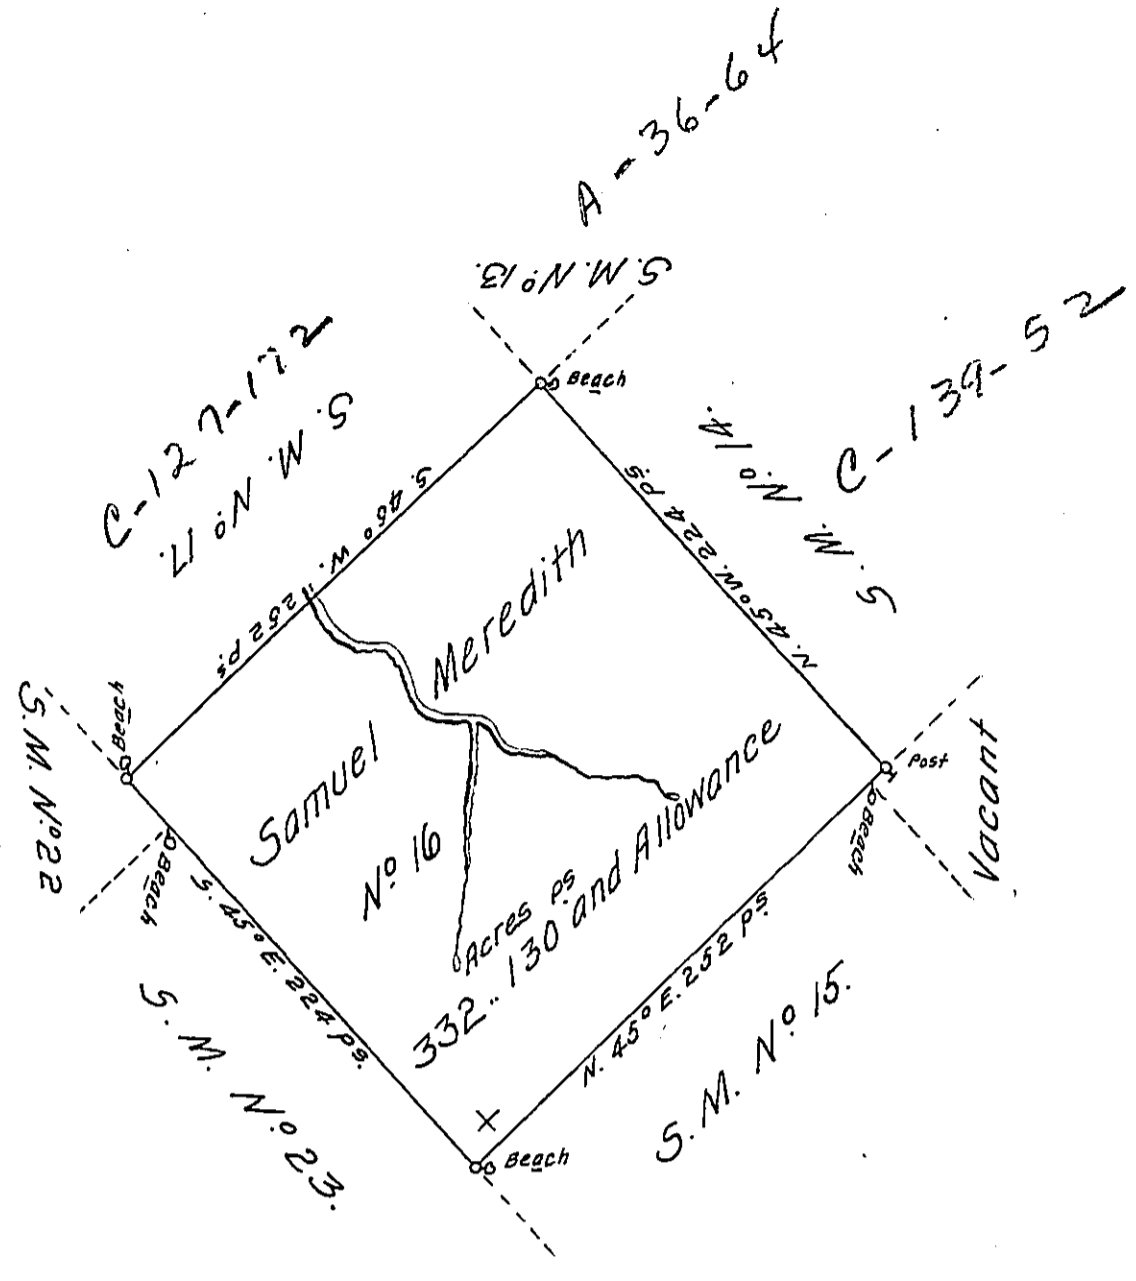 A-36-64
S. M. Nº 13.
C-127-172
S. M. Nº 17.
Beach
S. M. Nº 14.
C-139-52
S. 45° W. 252 ps
N. 45° W. 224 ps
Samuel Meredith
Nº 16
Acres ps
332..130 and Allowance
Beach
S. M. Nº 22
Beach
S. 45° E. 224 ps.
S. M. Nº 23.
Post
Beach
Vacant
N. 45° E. 252 ps
S. M. Nº 15.
X
Beach